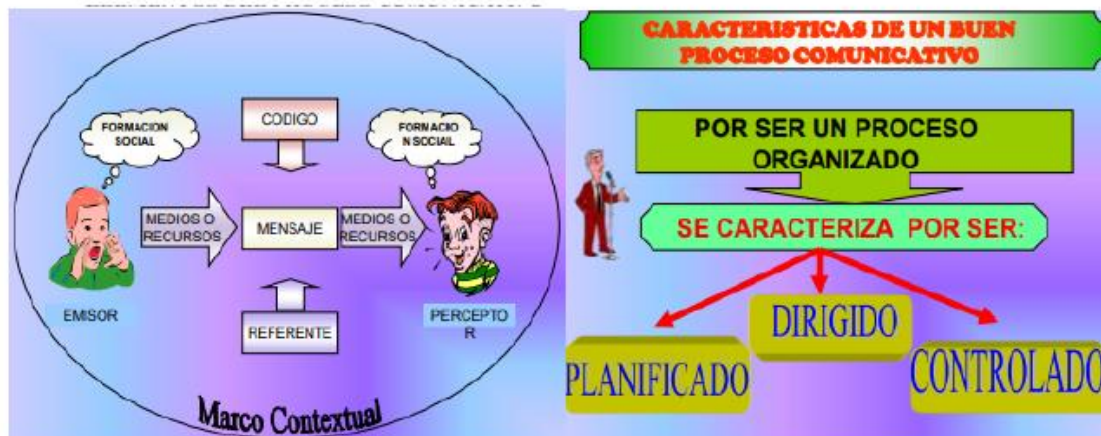 FORMACION
SOCIAL
CODIGO
FORMACIO
N SOCIAL
MEDIOS O
RECURSOS
MENSAJE
MEDIOS O
RECURSOS
EMISOR
REFERENTE
PERCEPTO
R
Marco Contextual
CARACTERISTICAS DE UN BUEN
PROCESO COMUNICATIVO
POR SER UN PROCESO
ORGANIZADO
SE CARACTERIZA POR SER:
PLANIFICADO
DIRIGIDO
CONTROLADO